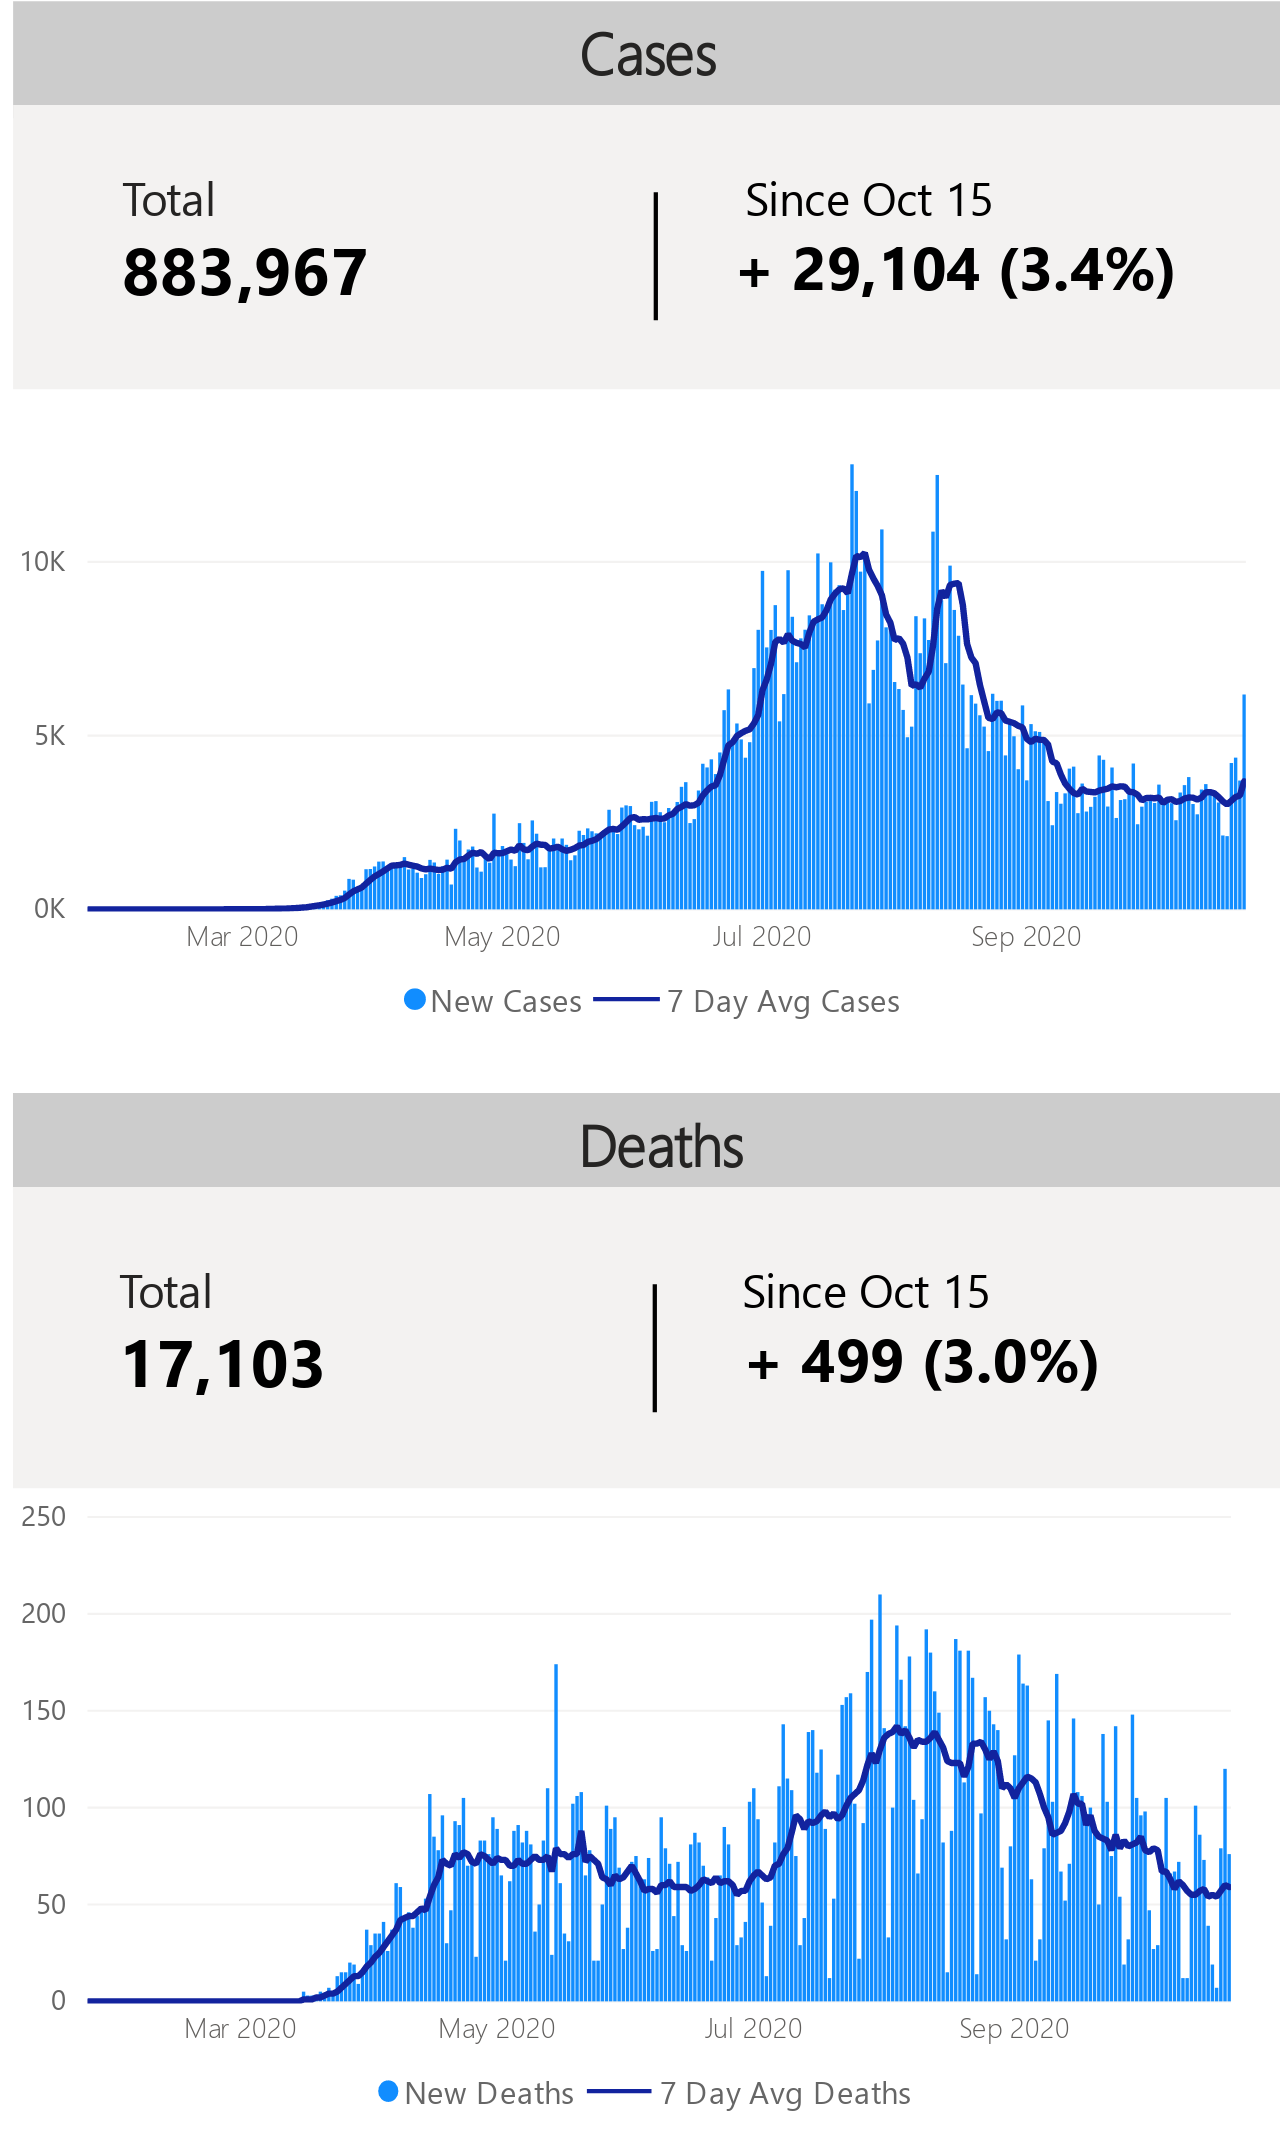 Cases
Total
Since Oct 15
883,967
+ 29,104 (3.4%)
10K
5K
0K
Mar 2020
May 2020
Jul 2020
Sep 2020
New Cases
7 Day Avg Cases
Deaths
Total
Since Oct 15
17,103
+ 499 (3.0%)
250
200
150
100
50
0
Mar 2020
May 2020
Jul 2020
Sep 2020
New Deaths
7 Day Avg Deaths